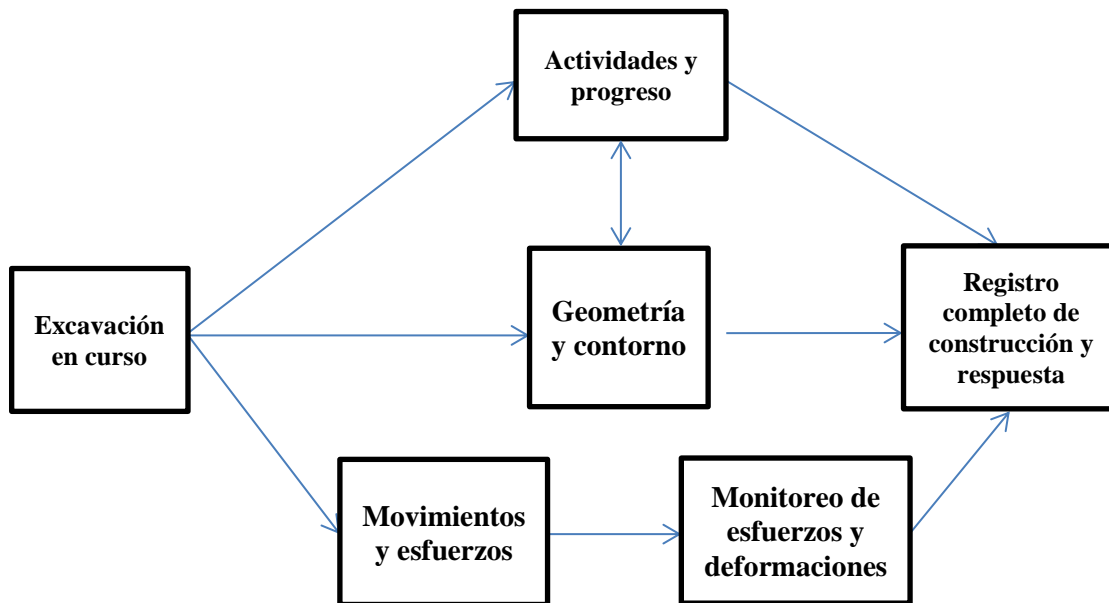 Actividades y
progreso
Excavación
en curso
Geometría
y contorno
Registro
completo de
construcción y
respuesta
Movimientos
y esfuerzos
Monitoreo de
esfuerzos y
deformaciones